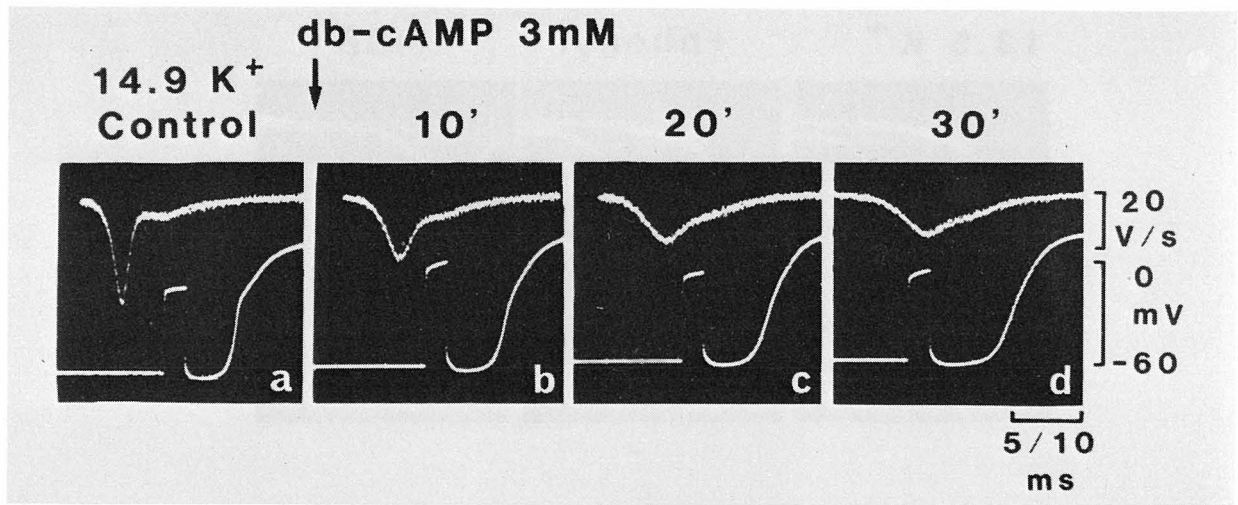 db-cAMP 3mM
14.9 K⁺
Control
10'
20'
30'
a
b
c
d
20
V/s
0
mV
-60
5/10
ms